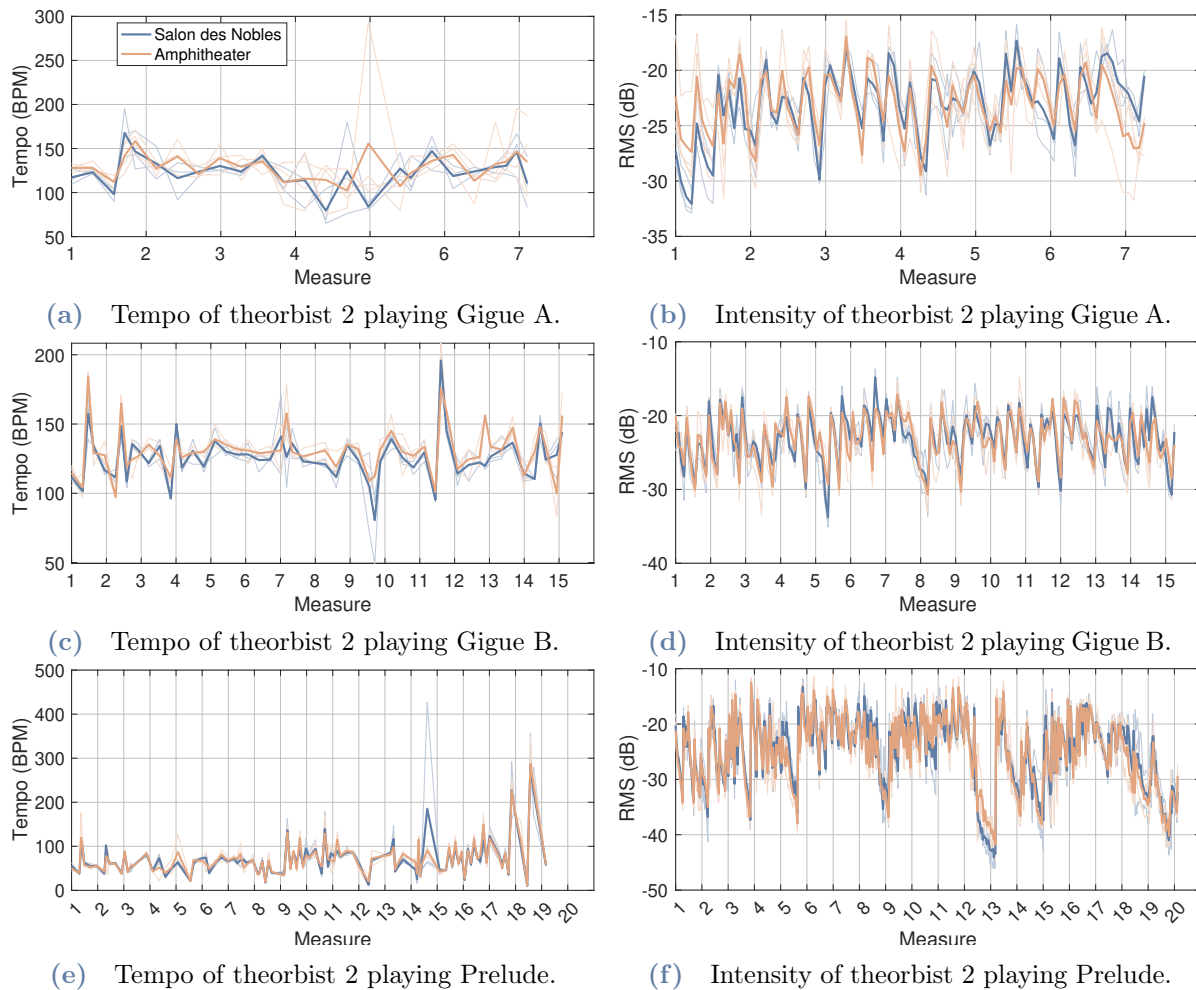 300
250
200
150
100
50
Tempo (BPM)
Salon des Nobles
Amphitheater
1 2 3 4 5 6 7
Measure
(a) Tempo of theorbist 2 playing Gigue A.
-15
-20
-25
-30
-35
RMS (dB)
1 2 3 4 5 6 7
Measure
(b) Intensity of theorbist 2 playing Gigue A.
200
150
100
50
Tempo (BPM)
1 2 3 4 5 6 7 8 9 10 11 12 13 14 15
Measure
(c) Tempo of theorbist 2 playing Gigue B.
-10
-20
-30
-40
RMS (dB)
1 2 3 4 5 6 7 8 9 10 11 12 13 14 15
Measure
(d) Intensity of theorbist 2 playing Gigue B.
500
400
300
200
100
0
Tempo (BPM)
1 2 3 4 5 6 7 8 9 10 11 12 13 14 15 16 17 18 19 20
Measure
(e) Tempo of theorbist 2 playing Prelude.
-10
-20
-30
-40
-50
RMS (dB)
1 2 3 4 5 6 7 8 9 10 11 12 13 14 15 16 17 18 19 20
Measure
(f) Intensity of theorbist 2 playing Prelude.